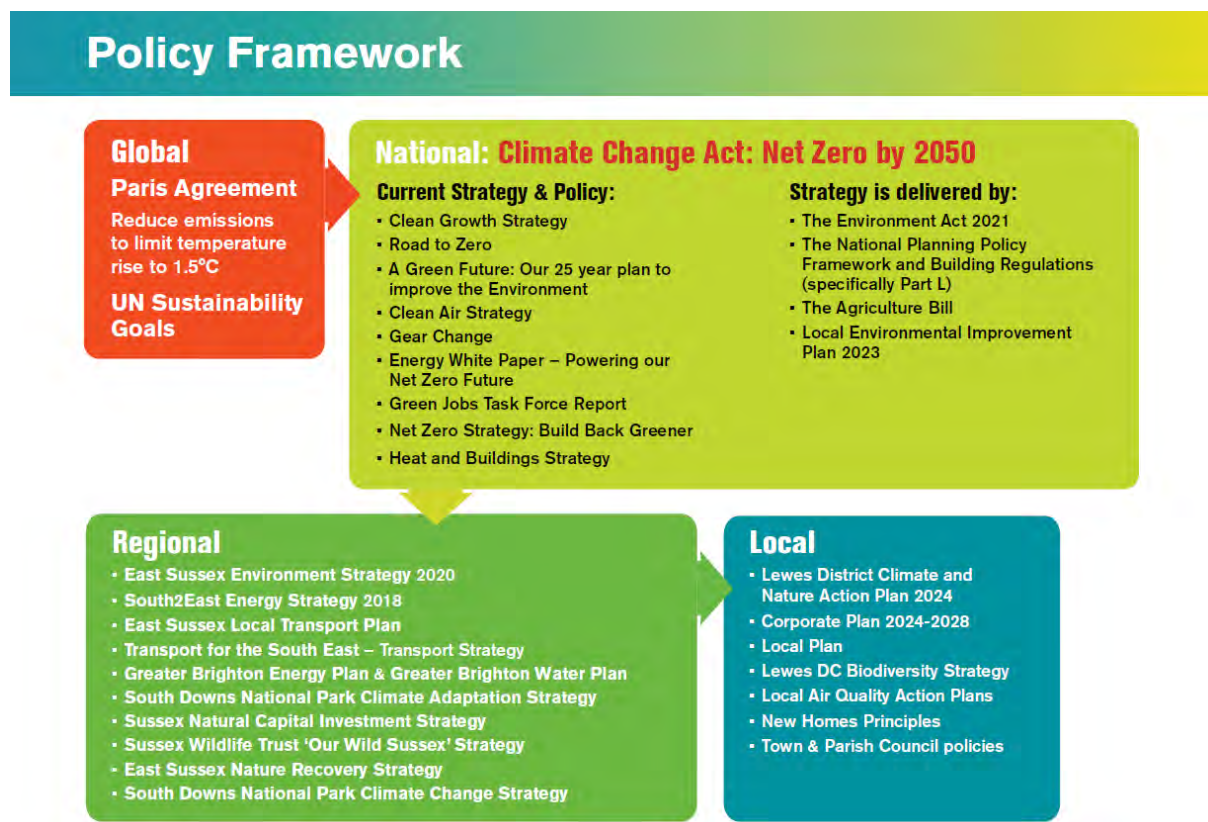 Policy Framework
Global
Paris Agreement
Reduce emissions
to limit temperature
rise to 1.5ºC
UN Sustainability
Goals
National: Climate Change Act: Net Zero by 2050
Current Strategy & Policy:
▪ Clean Growth Strategy
▪ Road to Zero
▪ A Green Future: Our 25 year plan to
improve the Environment
▪ Clean Air Strategy
▪ Gear Change
▪ Energy White Paper – Powering our
Net Zero Future
▪ Green Jobs Task Force Report
▪ Net Zero Strategy: Build Back Greener
▪ Heat and Buildings Strategy
Strategy is delivered by:
▪ The Environment Act 2021
▪ The National Planning Policy
Framework and Building Regulations
(specifically Part L)
▪ The Agriculture Bill
▪ Local Environmental Improvement
Plan 2023
Regional
▪ East Sussex Environment Strategy 2020
▪ South2East Energy Strategy 2018
▪ East Sussex Local Transport Plan
▪ Transport for the South East – Transport Strategy
▪ Greater Brighton Energy Plan & Greater Brighton Water Plan
▪ South Downs National Park Climate Adaptation Strategy
▪ Sussex Natural Capital Investment Strategy
▪ Sussex Wildlife Trust ‘Our Wild Sussex’ Strategy
▪ East Sussex Nature Recovery Strategy
▪ South Downs National Park Climate Change Strategy
Local
▪ Lewes District Climate and
Nature Action Plan 2024
▪ Corporate Plan 2024-2028
▪ Local Plan
▪ Lewes DC Biodiversity Strategy
▪ Local Air Quality Action Plans
▪ New Homes Principles
▪ Town & Parish Council policies